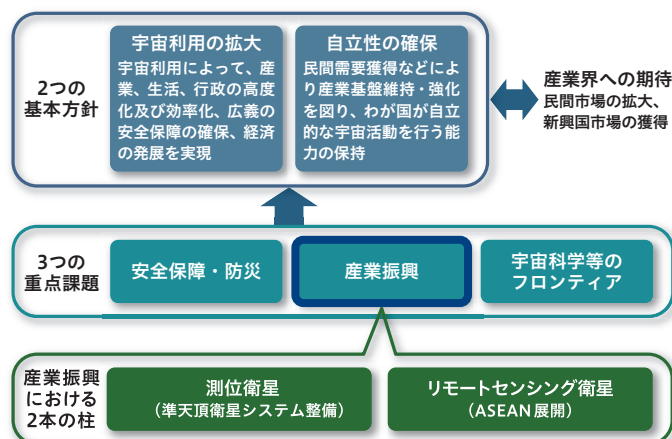 2つの
基本方針
宇宙利用の拡大
宇宙利用によって、産
業、生活、行政の高度
化及び効率化、広義の
安全保障の確保、経済
の発展を実現
自立性の確保
民間需要獲得などによ
り産業基盤維持・強化
を図り、わが国が自立
的な宇宙活動を行う能
力の保持
産業界への期待
民間市場の拡大、
新興国市場の獲得
3つの
重点課題
安全保障・防災
産業振興
宇宙科学等の
フロンティア
産業振興
における
2本の柱
測位衛星
（準天頂衛星システム整備）
リモートセンシング衛星
（ASEAN展開）